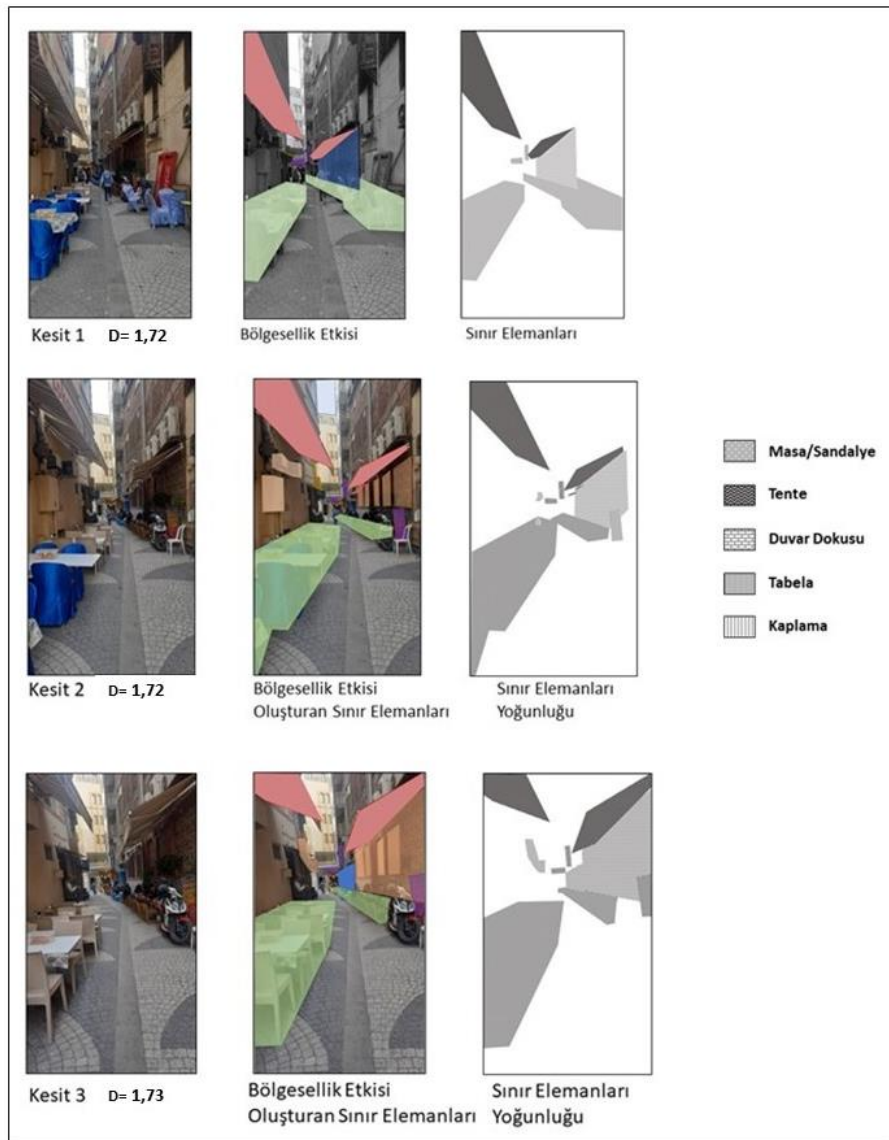 Kesit 1 D= 1,72
Bölgesellik Etkisi
Sınır Elemanları
Kesit 2 D= 1,72
Bölgesellik Etkisi
Oluşturan Sınır Elemanları
Sınır Elemanları
Yoğunluğu
Kesit 3 D= 1,73
Bölgesellik Etkisi
Oluşturan Sınır Elemanları
Sınır Elemanları
Yoğunluğu
Masa/Sandalye
Tente
Duvar Dokusu
Tabela
Kaplama